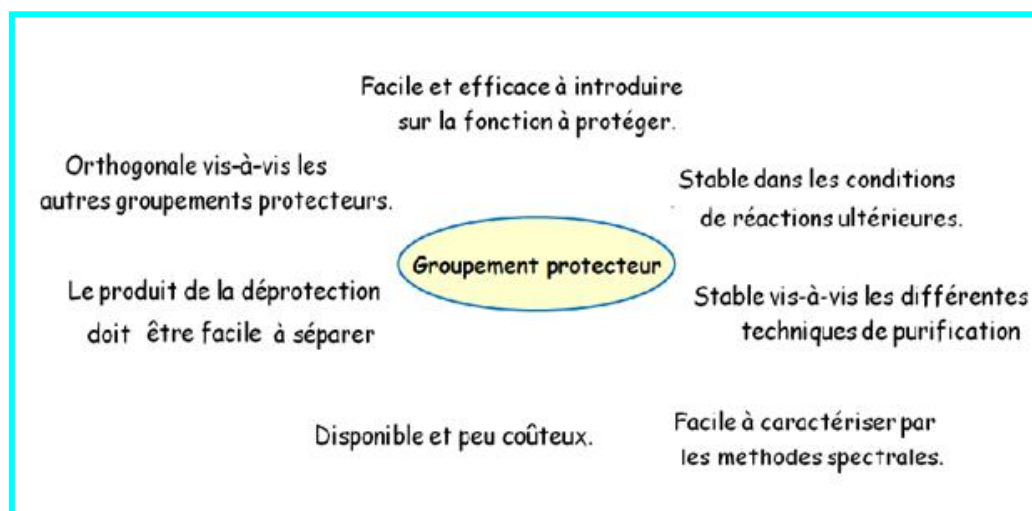 Facile et efficace à introduire
sur la fonction à protéger.
Orthogonale vis-à-vis les
autres groupements protecteurs.
Stable dans les conditions
de réactions ultérieures.
Groupement protecteur
Le produit de la déprotection
doit être facile à séparer
Stable vis-à-vis les différentes
techniques de purification
Disponible et peu coûteux.
Facile à caractériser par
les methodes spectrales.